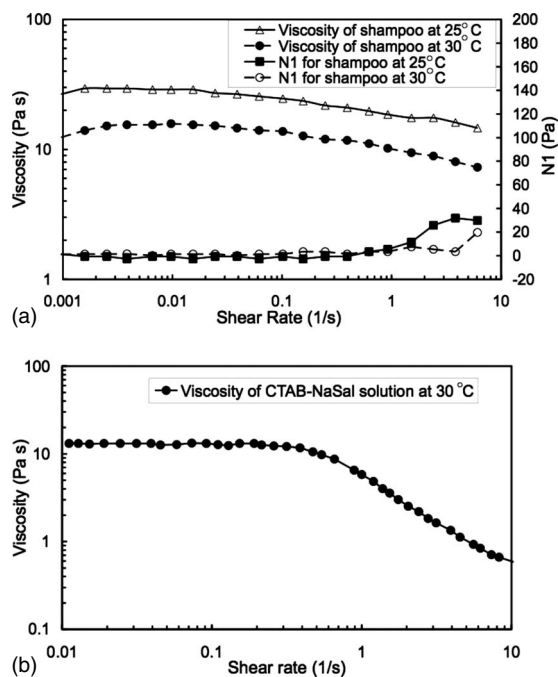 Viscosity of shampoo at 25°C
Viscosity of shampoo at 30 °C
N1 for shampoo at 25°C
N1 for shampoo at 30°C
100
10
1
Viscosity (Pa s)
200
180
160
140
120
100
80
60
40
20
0
-20
N1 (Pa)
0.001
0.01
0.1
1
10
Shear Rate (1/s)
(a)
Viscosity of CTAB-NaSal solution at 30 °C
100
10
1
0.1
Viscosity (Pa s)
0.01
0.1
1
10
Shear rate (1/s)
(b)